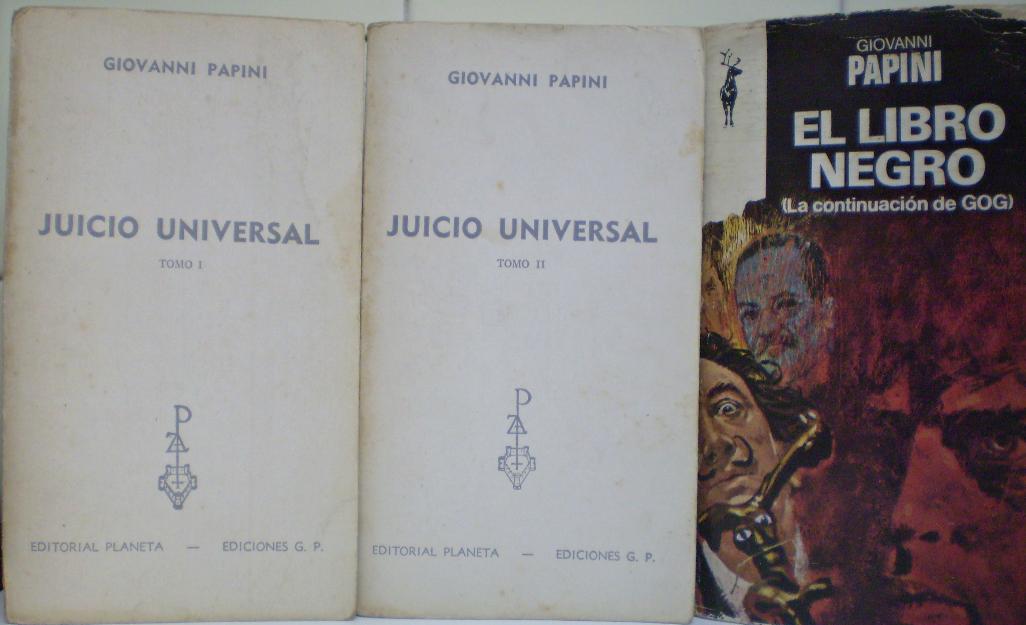 GIOVANNI PAPINI
JUICIO UNIVERSAL
TOMO I
EDITORIAL PLANETA — EDICIONES G. P.
GIOVANNI PAPINI
JUICIO UNIVERSAL
TOMO II
EDITORIAL PLANETA — EDICIONES G. P.
GIOVANNI
PAPINI
EL LIBRO
NEGRO
(La continuación de GOG)